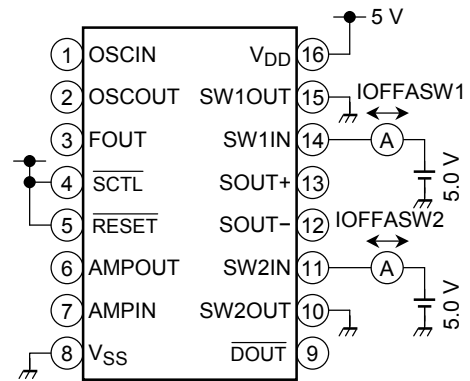 5 V
1 OSCIN
VDD 16
2 OSCOUT
SW1OUT 15
IOFFASW1
3 FOUT
SW1IN 14
A
5.0 V
4 SCTL
SOUT+ 13
5 RESET
SOUT− 12
IOFFASW2
6 AMPOUT
SW2IN 11
A
5.0 V
7 AMPIN
SW2OUT 10
8 VSS
DOUT 9